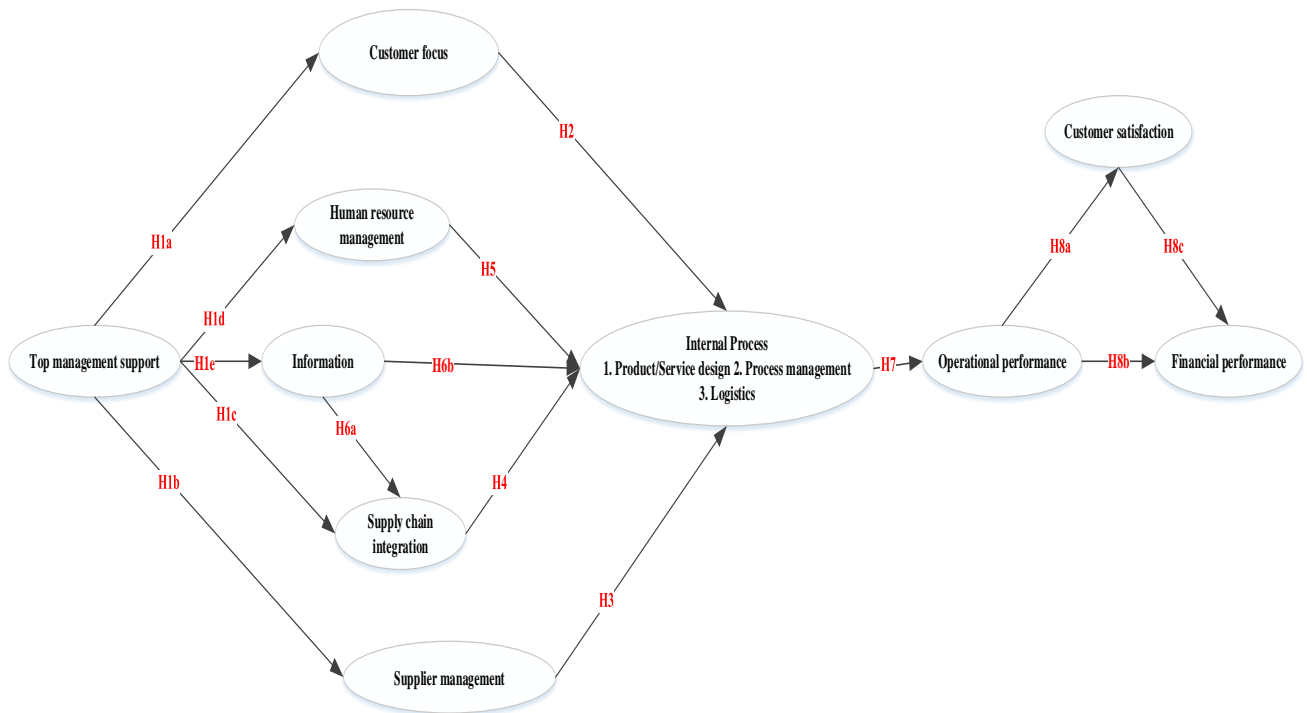 Customer focus
H2
Customer satisfaction
Human resource
management
H1a
H5
H8a
H8c
H1d
Top management support
H1e
Information
H6b
Internal Process
1. Product/Service design 2. Process management
3. Logistics
H7
Operational performance
H8b
Financial performance
H1c
H6a
H1b
H4
Supply chain
integration
H3
Supplier management